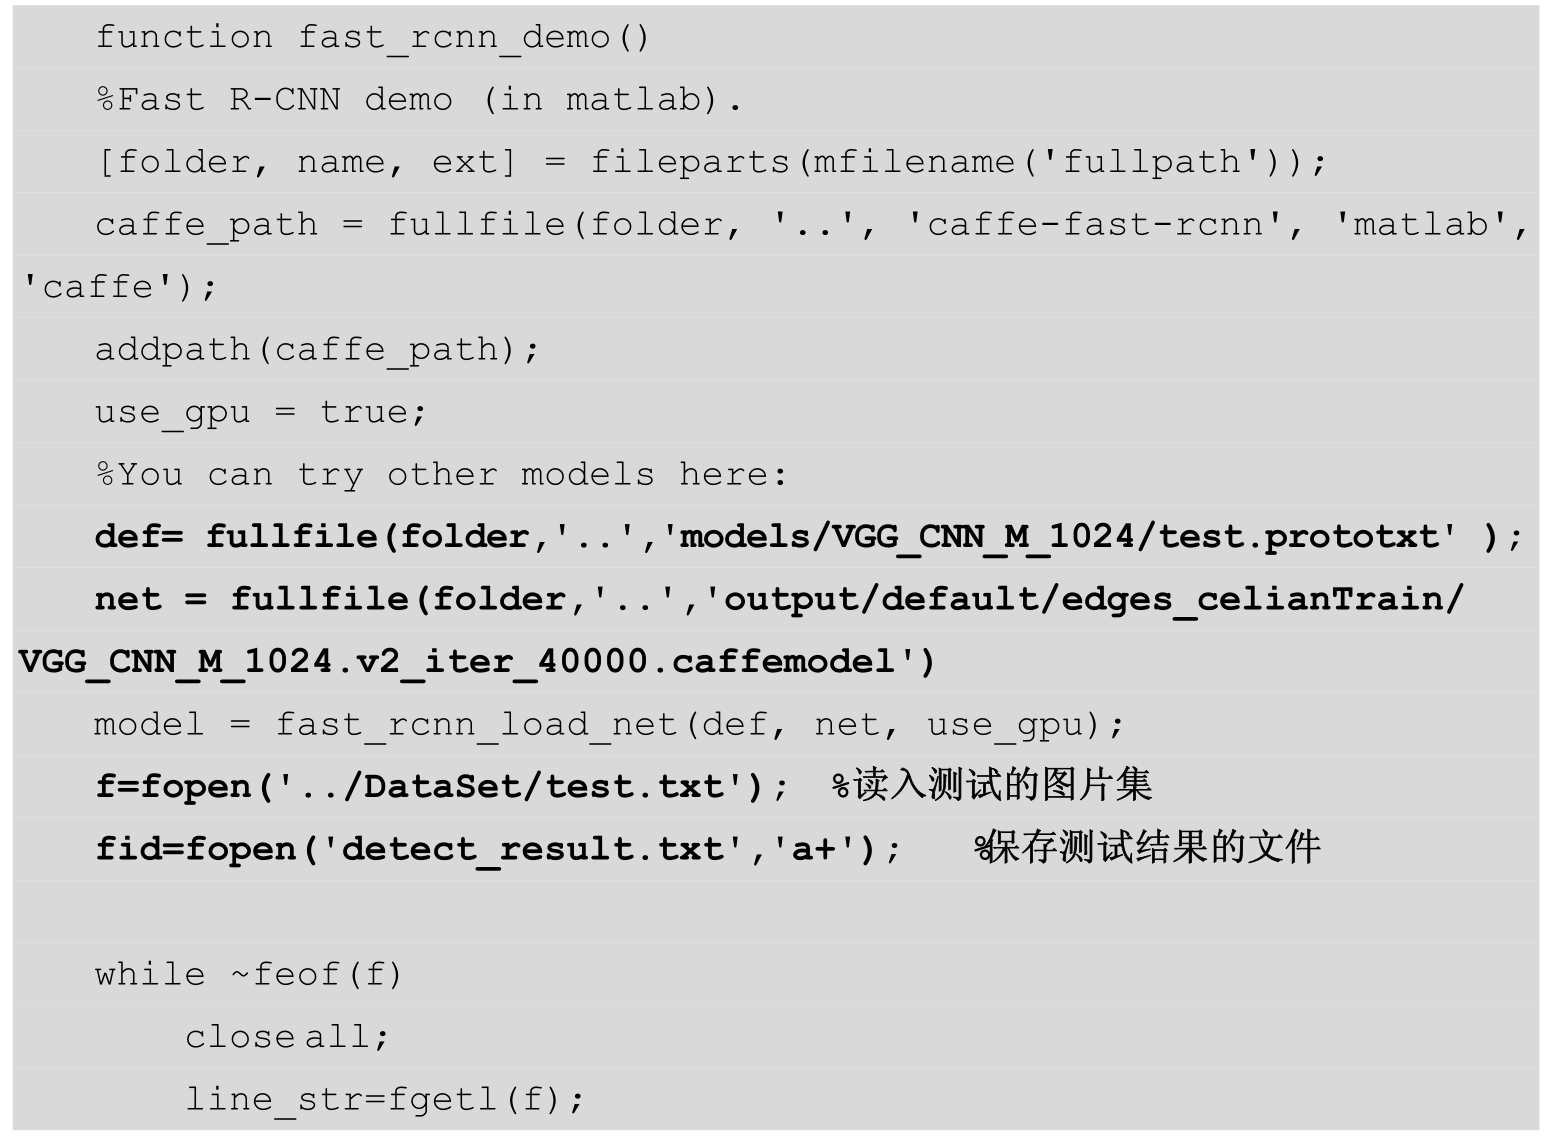 function fast_rcnn_demo()
%Fast R-CNN demo (in matlab).
[folder, name, ext] = fileparts(mfilename('fullpath'));
caffe_path = fullfile(folder, '..', 'caffe-fast-rcnn', 'matlab',
'caffe');
addpath(caffe_path);
use_gpu = true;
%You can try other models here:
def= fullfile(folder,'..','models/VGG_CNN_M_1024/test.prototxt' );
net = fullfile(folder,'..','output/default/edges_celianTrain/
VGG_CNN_M_1024.v2_iter_40000.caffemodel')
model = fast_rcnn_load_net(def, net, use_gpu);
f=fopen('../DataSet/test.txt'); %读入测试的图片集
fid=fopen('detect_result.txt','a+'); %保存测试结果的文件
while ~feof(f)
close all;
line_str=fgetl(f);